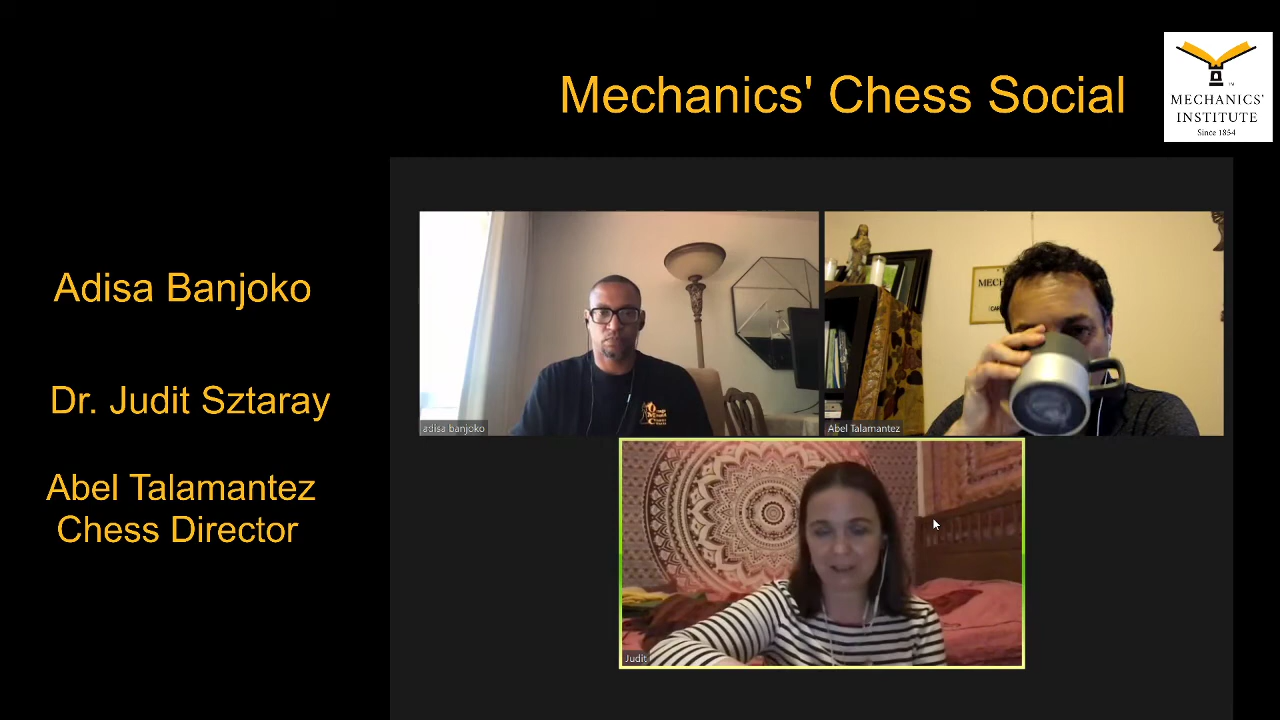 Mechanics' Chess Social
MECHANICS'
INSTITUTE
Since 1854
Adisa Banjoko
Dr. Judit Sztaray
Abel Talamantez
Chess Director
adisa banjoko
MECH
Abel Talamantez
Judit